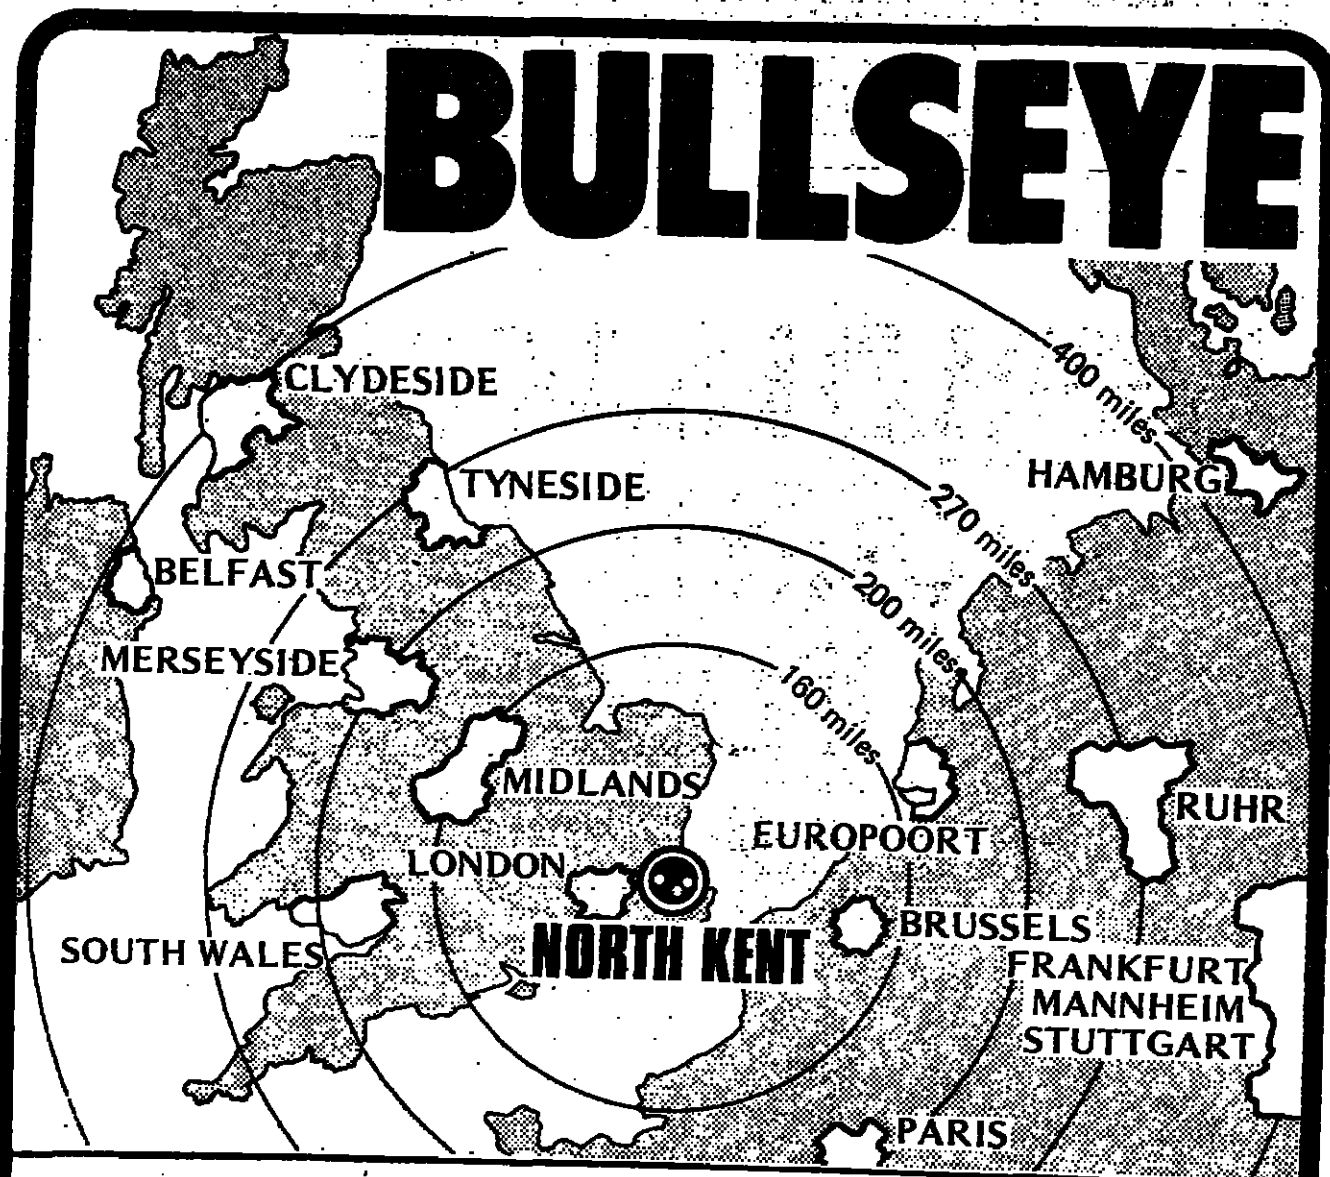 BULLSEYE
400 miles
CLYDESIDE
HAMBURG
TYNESIDE
270 miles
BELFAST
200 miles
MERSEYSIDE
160 miles
MIDLANDS
RUHR
EUROPOORT
LONDON
BRUSSELS
SOUTH WALES
NORTH KENT
FRANKFURT
MANNHEIM
STUTTGART
PARIS